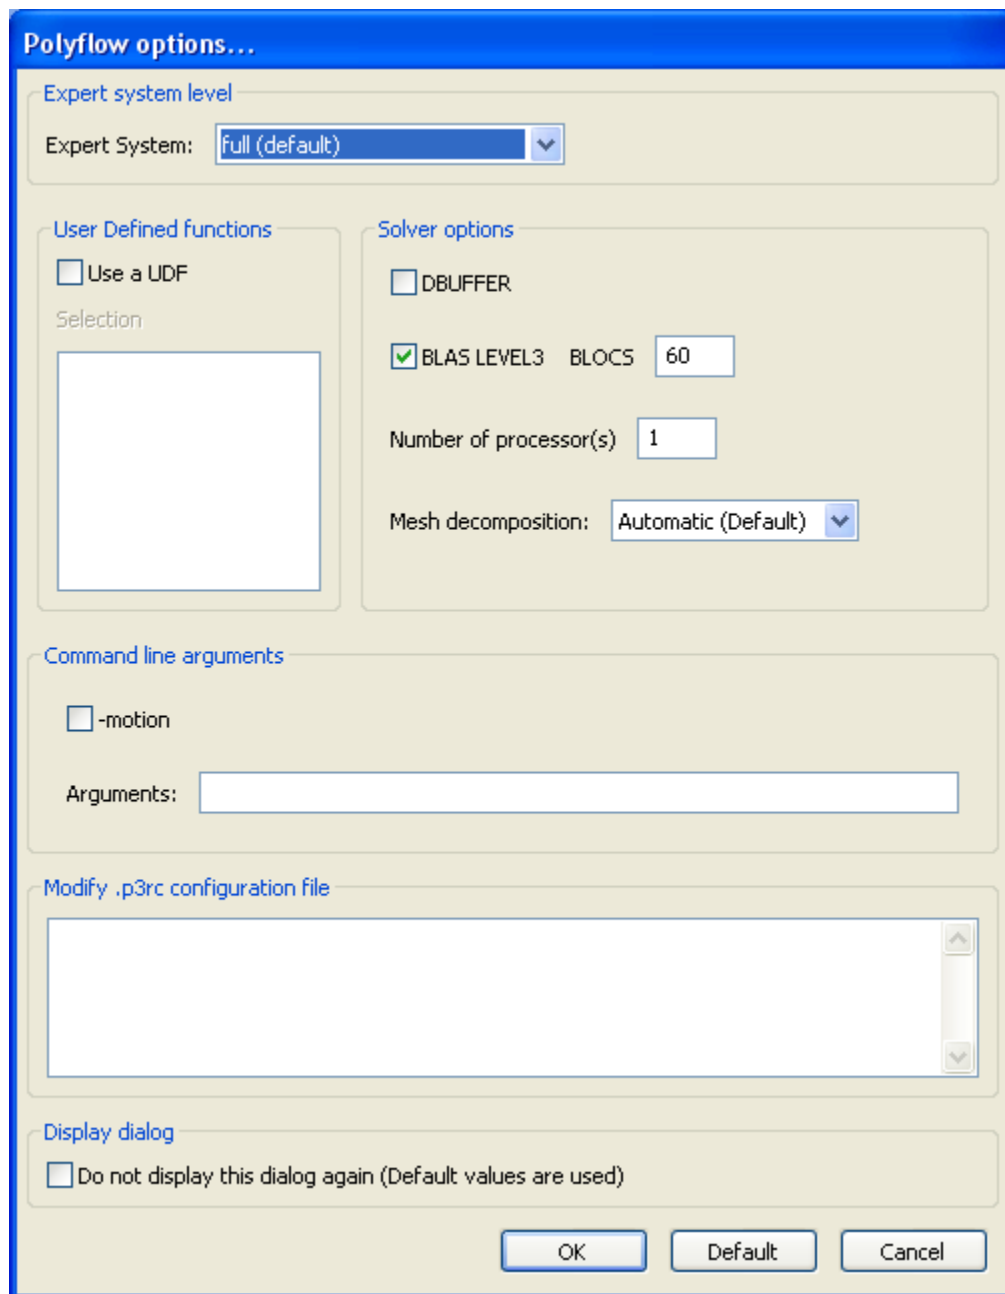 Polyflow options...
Expert system level
Expert System: full (default)
User Defined functions
Use a UDF
Selection
Solver options
DBUFFER
BLAS LEVEL3 BLOCS 60
Number of processor(s) 1
Mesh decomposition: Automatic (Default)
Command line arguments
-motion
Arguments:
Modify .p3rc configuration file
Display dialog
Do not display this dialog again (Default values are used)
OK Default Cancel